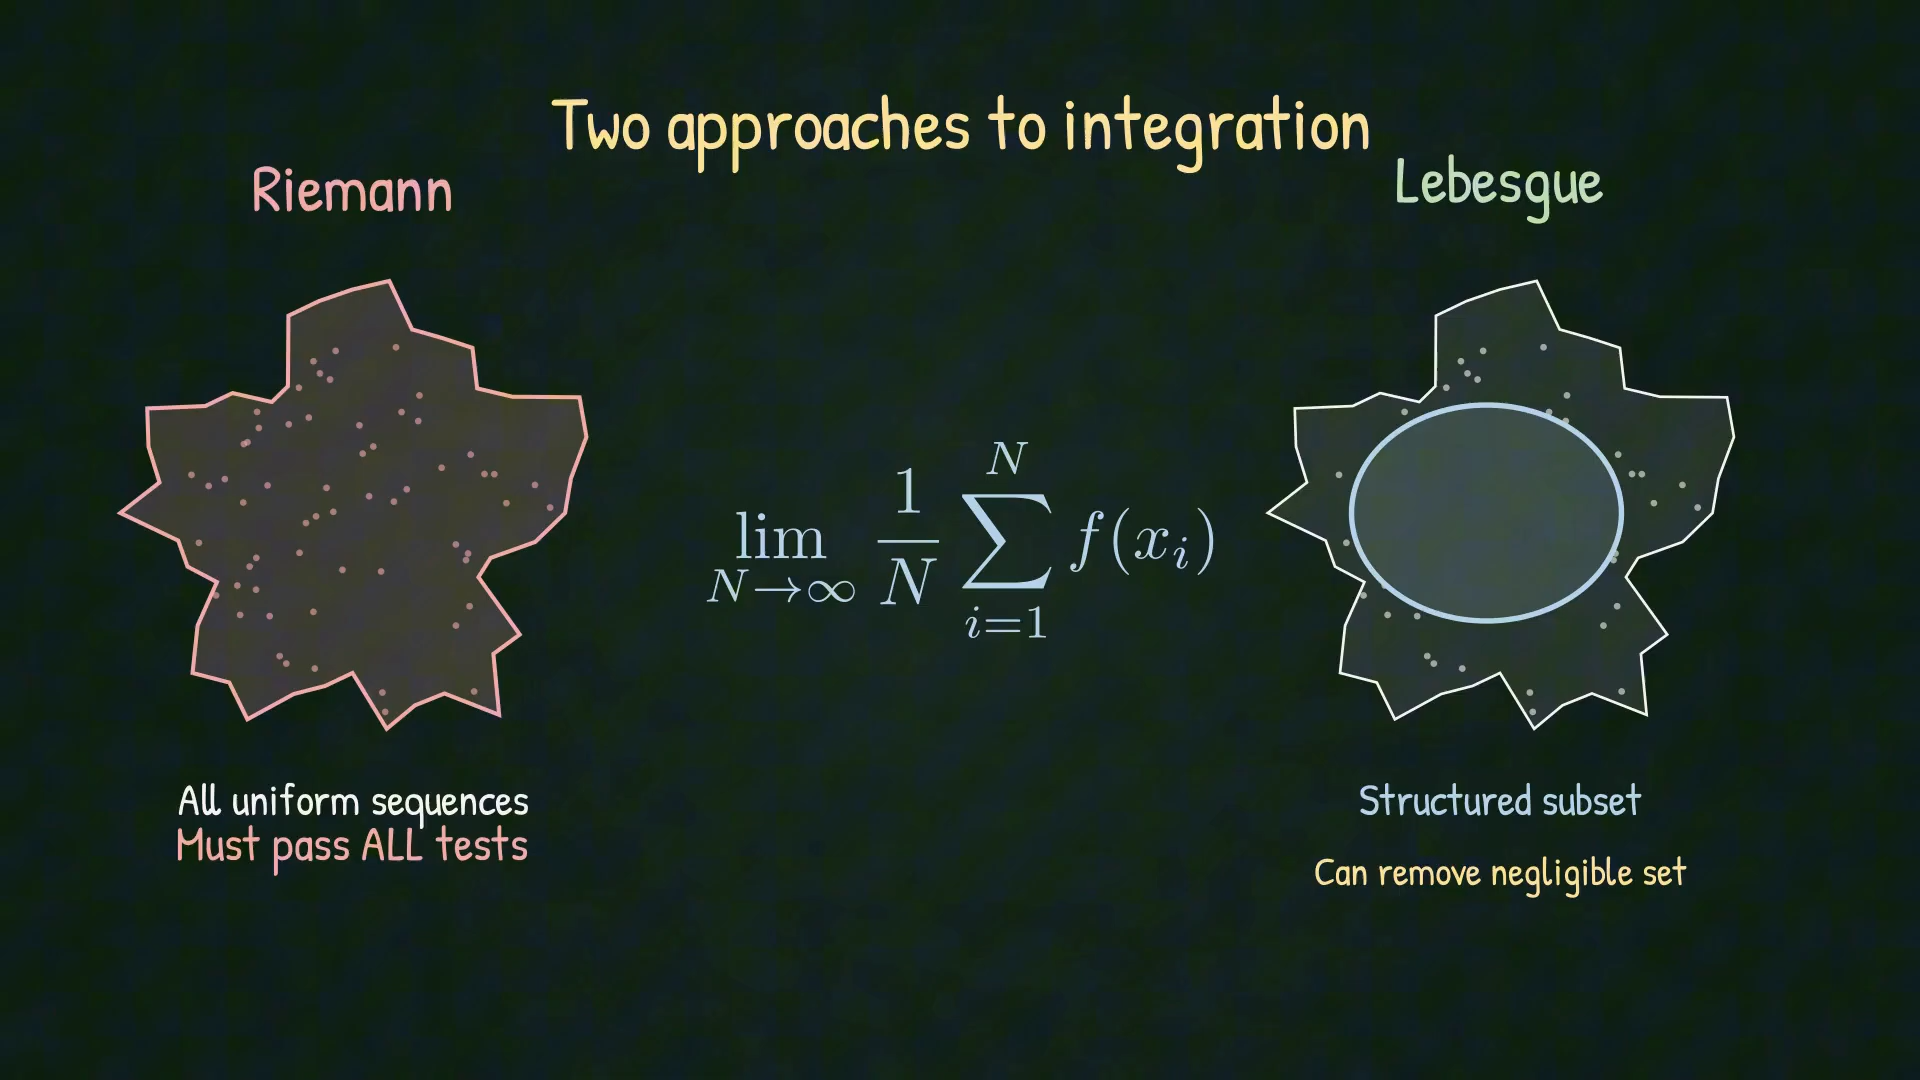 Two approaches to integration
Riemann
Lebesgue
lim_{N→∞} 1/N ∑_{i=1}^{N} f(x_i)
All uniform sequences
Must pass ALL tests
Structured subset
Can remove negligible set